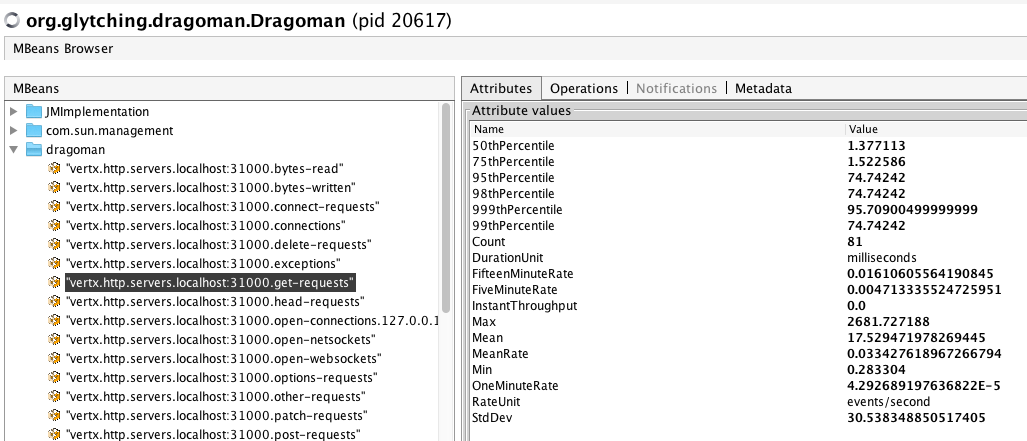 org.glytching.dragoman.Dragoman (pid 20617)
MBeans Browser
MBeans
JMImplementation
com.sun.management
dragoman
"vertx.http.servers.localhost:31000.bytes-read"
"vertx.http.servers.localhost:31000.bytes-written"
"vertx.http.servers.localhost:31000.connect-requests"
"vertx.http.servers.localhost:31000.connections"
"vertx.http.servers.localhost:31000.delete-requests"
"vertx.http.servers.localhost:31000.exceptions"
"vertx.http.servers.localhost:31000.get-requests"
"vertx.http.servers.localhost:31000.head-requests"
"vertx.http.servers.localhost:31000.open-connections.127.0.0.1
"vertx.http.servers.localhost:31000.open-netsockets"
"vertx.http.servers.localhost:31000.open-websockets"
"vertx.http.servers.localhost:31000.options-requests"
"vertx.http.servers.localhost:31000.other-requests"
"vertx.http.servers.localhost:31000.patch-requests"
"vertx.http.servers.localhost:31000.post-requests"
Attributes Operations Notifications Metadata
Attribute values
Name Value
50thPercentile 1.377113
75thPercentile 1.522586
95thPercentile 74.74242
98thPercentile 74.74242
999thPercentile 95.70900499999999
99thPercentile 74.74242
Count 81
DurationUnit milliseconds
FifteenMinuteRate 0.01610605564190845
FiveMinuteRate 0.004713335524725951
InstantThroughput 0.0
Max 2681.727188
Mean 17.529471978269445
MeanRate 0.033427618967266794
Min 0.283304
OneMinuteRate 4.292689197636822E-5
RateUnit events/second
StdDev 30.538348850517405